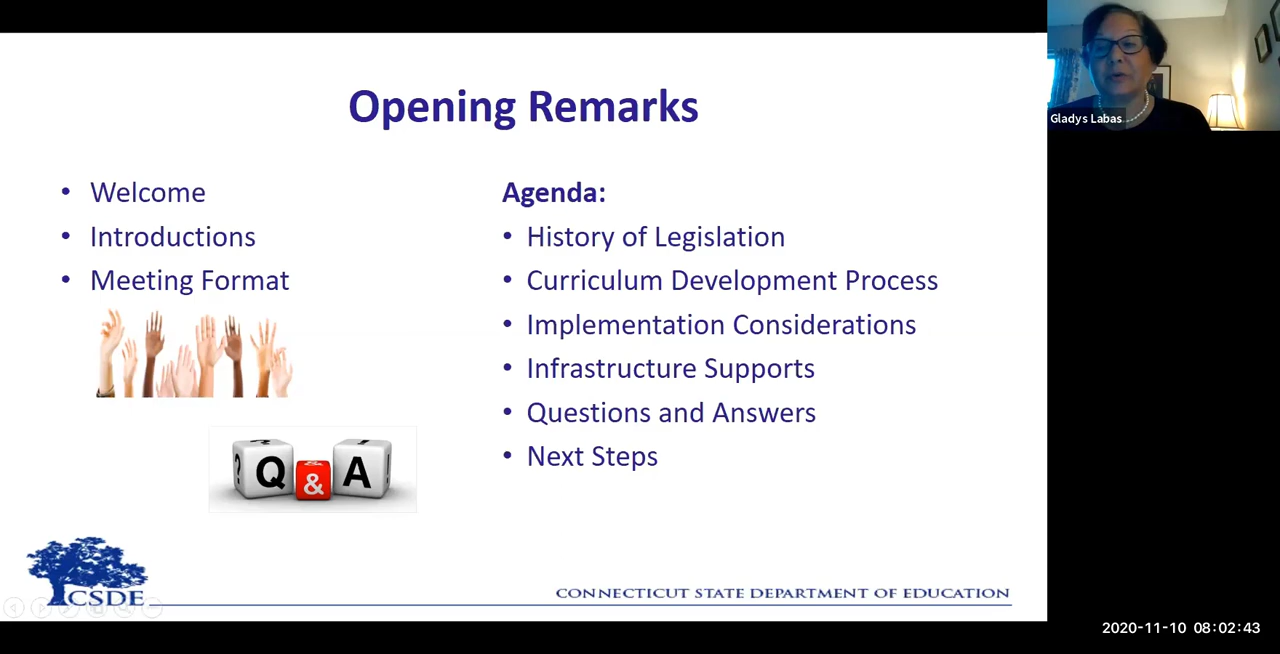 Opening Remarks
• Welcome
• Introductions
• Meeting Format
Q & A
Agenda:
• History of Legislation
• Curriculum Development Process
• Implementation Considerations
• Infrastructure Supports
• Questions and Answers
• Next Steps
CSDE
CONNECTICUT STATE DEPARTMENT OF EDUCATION
Gladys Labas
2020-11-10 08:02:43